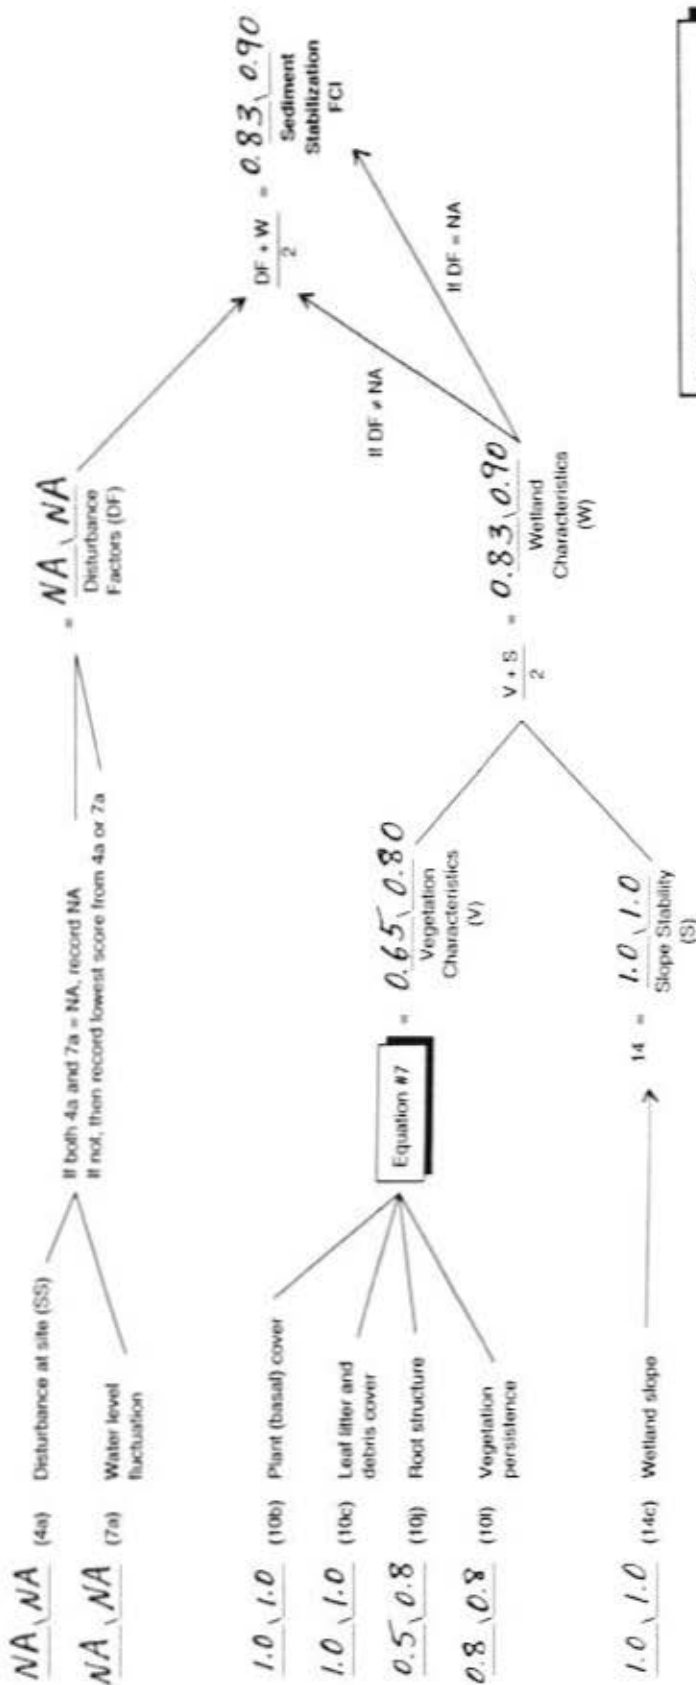 NA \ NA (4a) Disturbance at site (SS)
NA \ NA (7a) Water level
fluctuation
If both 4a and 7a = NA, record NA
If not, then record lowest score from 4a or 7a
= NA \ NA
Disturbance
Factors (DF)
1.0 \ 1.0 (10b) Plant (basal) cover
1.0 \ 1.0 (10c) Leaf litter and
debris cover
0.5 \ 0.8 (10j) Root structure
0.8 \ 0.8 (10l) Vegetation
persistence
Equation #7
= 0.65 \ 0.80
Vegetation
Characteristics
(V)
1.0 \ 1.0 (14c) Wetland slope
14 = 1.0 \ 1.0
Slope Stability
(S)
V + S
2
= 0.83 \ 0.90
Wetland
Characteristics
(W)
If DF ≠ NA
If DF = NA
DF + W
2
= 0.83 \ 0.90
Sediment
Stabilization
FCI